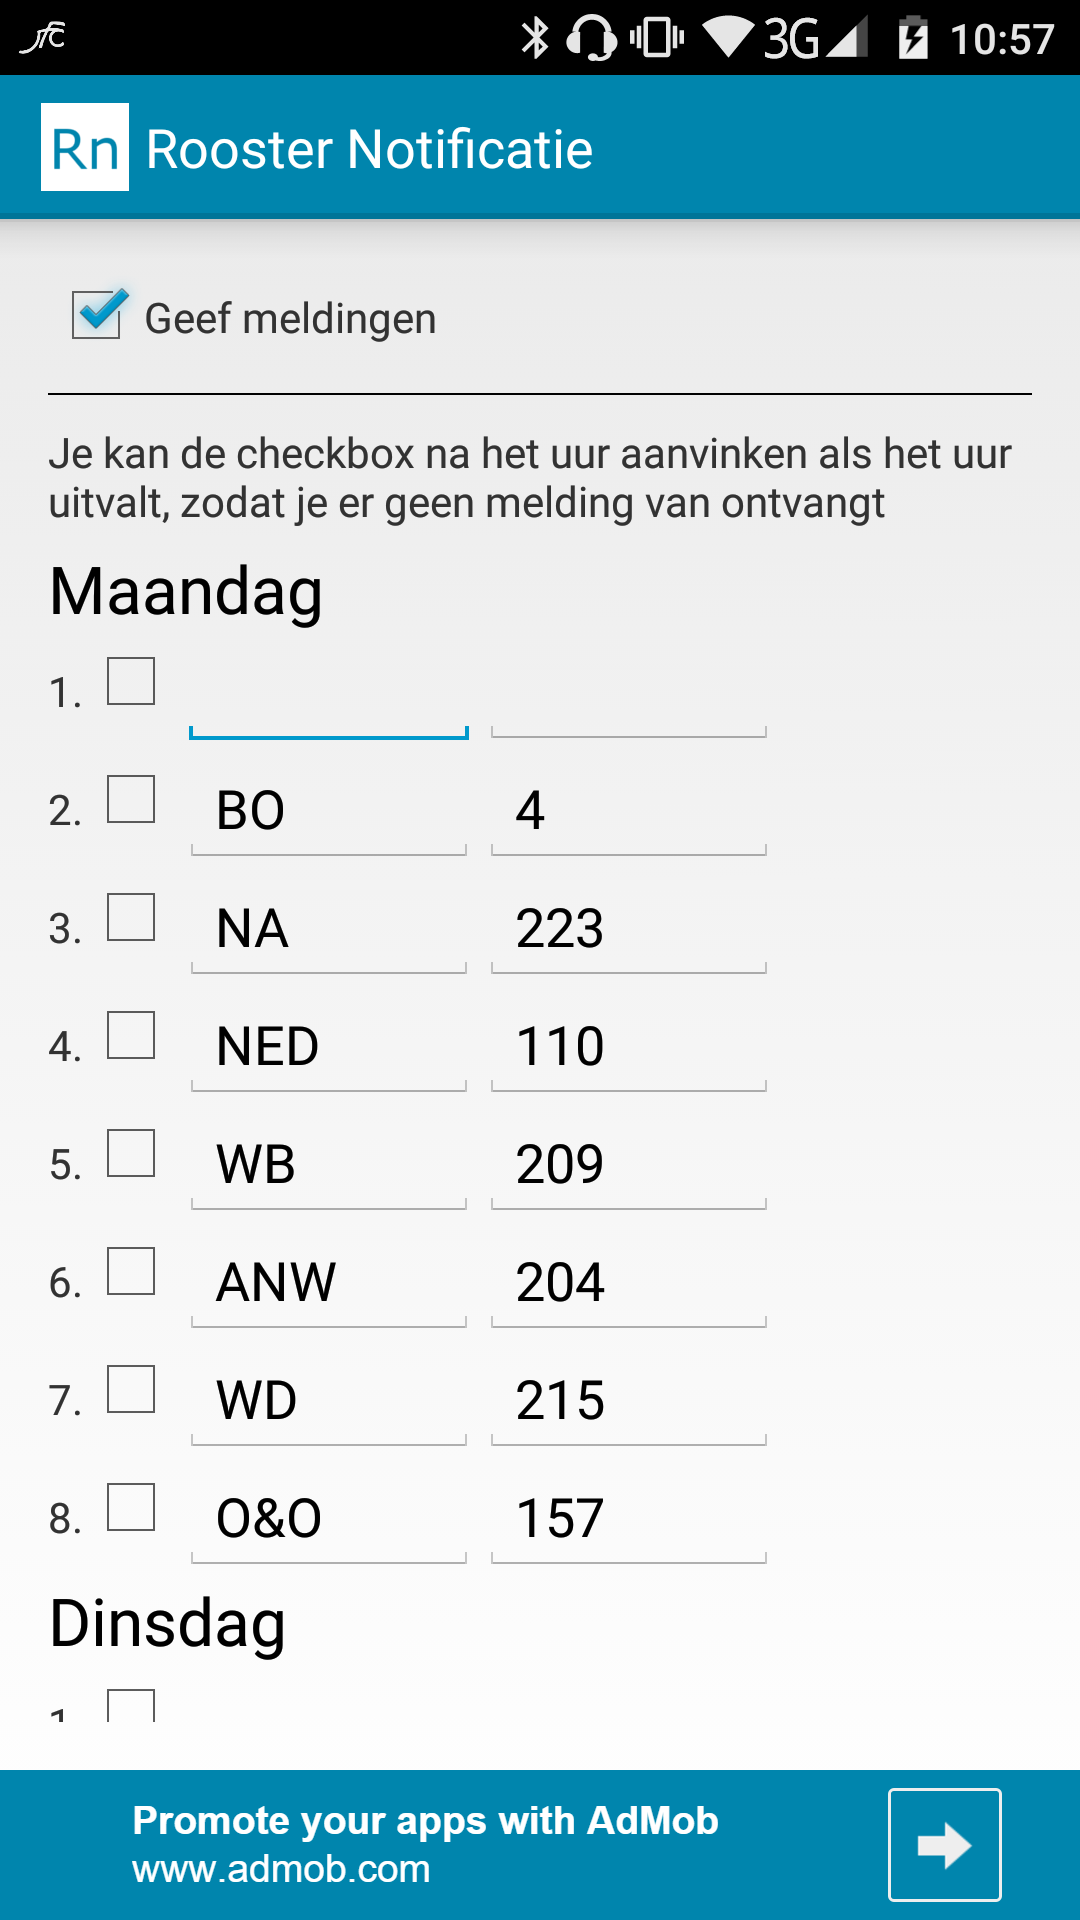 3G 10:57
Rn Rooster Notificatie
Geef meldingen
Je kan de checkbox na het uur aanvinken als het uur
uitvalt, zodat je er geen melding van ontvangt
Maandag
1.
2. BO 4
3. NA 223
4. NED 110
5. WB 209
6. ANW 204
7. WD 215
8. O&O 157
Dinsdag
1.
Promote your apps with AdMob
www.admob.com